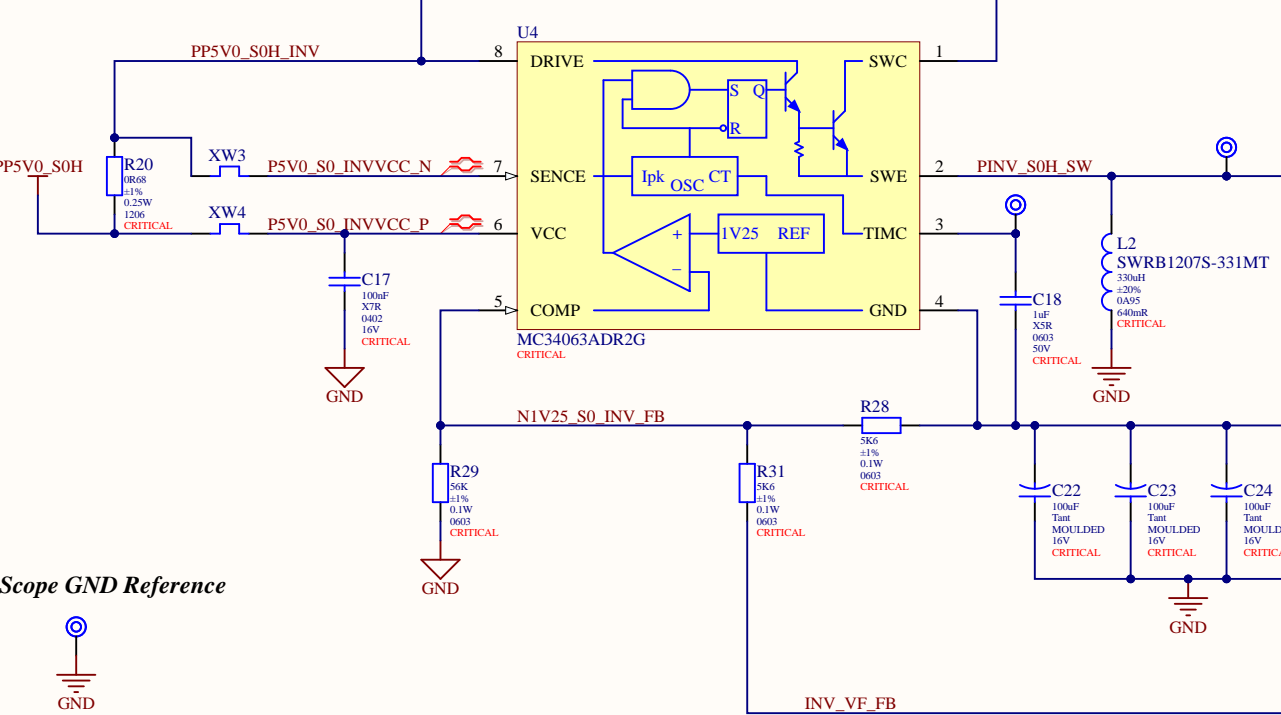 U4
PP5V0_S0H_INV
8
DRIVE
SWC
1
S
Q
R
PP5V0_S0H
R20
0R68
±1%
0.25W
1206
CRITICAL
XW3
P5V0_S0_INVVCC_N
7
SENCE
Ipk
CT
OSC
SWE
2
PINV_S0H_SW
XW4
P5V0_S0_INVVCC_P
6
VCC
+
−
1V25
REF
TIMC
3
C17
100nF
X7R
0402
16V
CRITICAL
GND
5
COMP
GND
4
MC34063ADR2G
CRITICAL
C18
1uF
X5R
0603
50V
CRITICAL
L2
SWRB1207S-331MT
330uH
±20%
0A95
640mR
CRITICAL
GND
N1V25_S0_INV_FB
R28
5K6
±1%
0.1W
0603
CRITICAL
R29
56K
±1%
0.1W
0603
CRITICAL
GND
R31
5K6
±1%
0.1W
0603
CRITICAL
C22
100uF
Tant
MOULDED
16V
CRITICAL
C23
100uF
Tant
MOULDED
16V
CRITICAL
C24
100uF
Tant
MOULD
16V
CRITICA
GND
Scope GND Reference
GND
INV_VF_FB